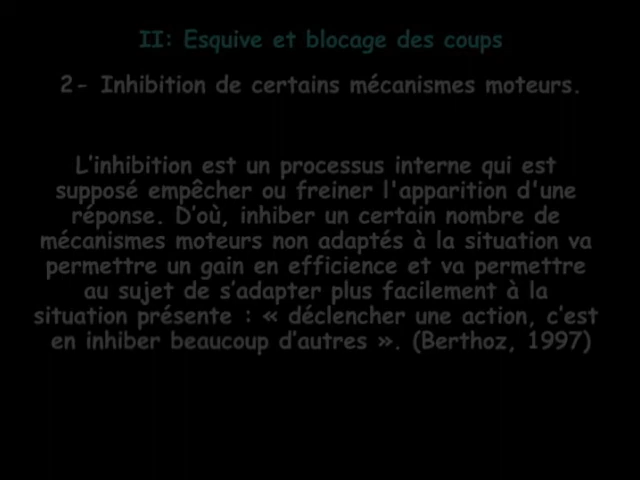 II: Esquive et blocage des coups
2- Inhibition de certains mécanismes moteurs.
L’inhibition est un processus interne qui est
supposé empêcher ou freiner l'apparition d'une
réponse. D’où, inhiber un certain nombre de
mécanismes moteurs non adaptés à la situation va
permettre un gain en efficience et va permettre
au sujet de s’adapter plus facilement à la
situation présente : « déclencher une action, c’est
en inhiber beaucoup d’autres ». (Berthoz, 1997)